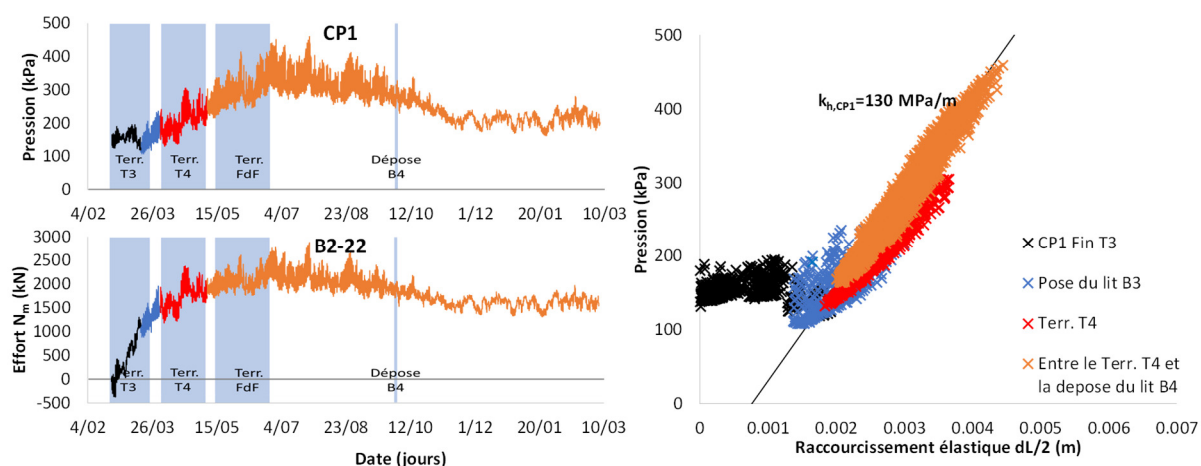 CP1
Pression (kPa)
500
400
300
200
100
0
Terr.
T3
Terr.
T4
Terr.
FdF
Dépose
B4
4/02
26/03
15/05
4/07
23/08
12/10
1/12
20/01
10/03
B2-22
Effort Nm (kN)
3000
2500
2000
1500
1000
500
0
-500
Terr.
T3
Terr.
T4
Terr.
FdF
Dépose
B4
4/02
26/03
15/05
4/07
23/08
12/10
1/12
20/01
10/03
Date (jours)
Pression (kPa)
500
400
300
200
100
0
kh,CP1=130 MPa/m
CP1 Fin T3
Pose du lit B3
Terr. T4
Entre le Terr. T4 et
la depose du lit B4
0
0.001
0.002
0.003
0.004
0.005
0.006
0.007
Raccourcissement élastique dL/2 (m)